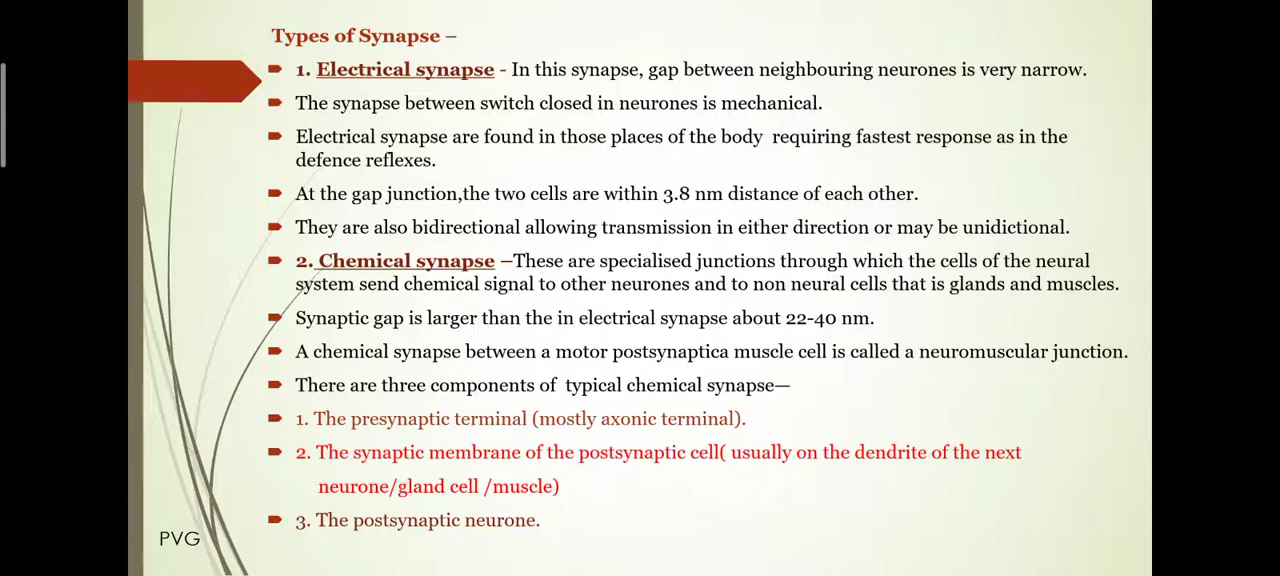 Types of Synapse –
1. Electrical synapse - In this synapse, gap between neighbouring neurones is very narrow.
The synapse between switch closed in neurones is mechanical.
Electrical synapse are found in those places of the body requiring fastest response as in the
defence reflexes.
At the gap junction,the two cells are within 3.8 nm distance of each other.
They are also bidirectional allowing transmission in either direction or may be unidictional.
2. Chemical synapse –These are specialised junctions through which the cells of the neural
system send chemical signal to other neurones and to non neural cells that is glands and muscles.
Synaptic gap is larger than the in electrical synapse about 22-40 nm.
A chemical synapse between a motor postsynaptica muscle cell is called a neuromuscular junction.
There are three components of typical chemical synapse—
1. The presynaptic terminal (mostly axonic terminal).
2. The synaptic membrane of the postsynaptic cell( usually on the dendrite of the next
neurone/gland cell /muscle)
3. The postsynaptic neurone.
PVG